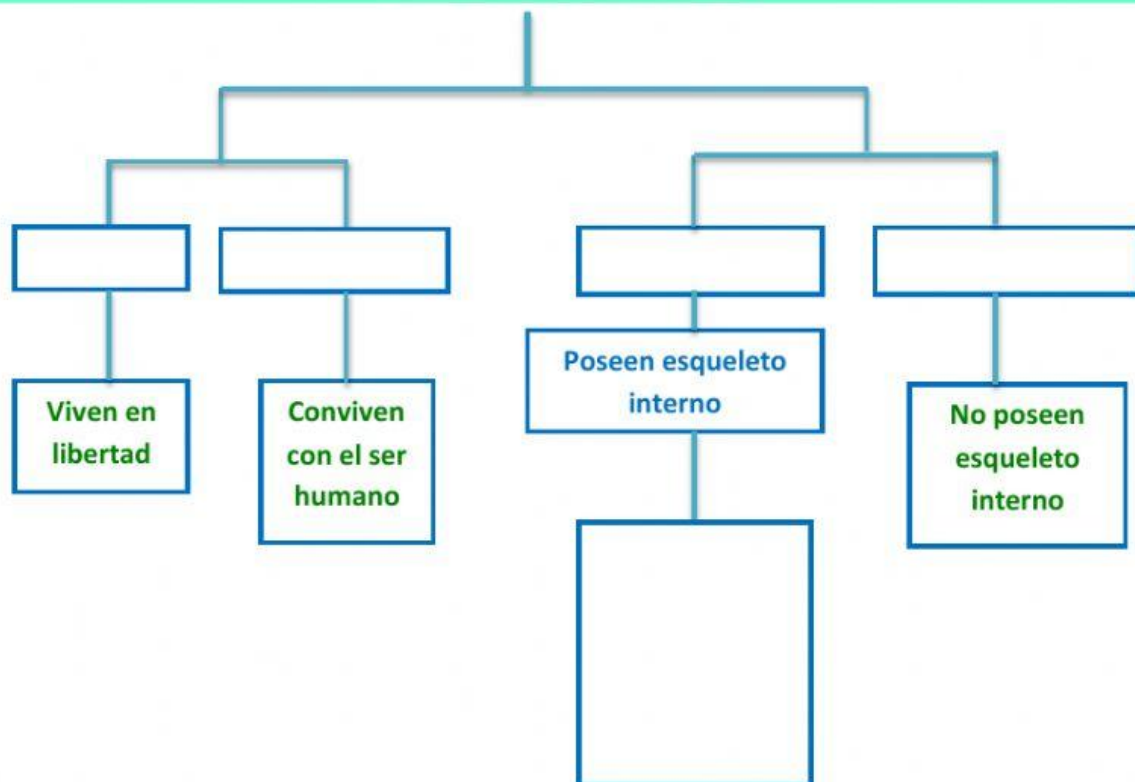 Poseen esqueleto
interno
Viven en
libertad
Conviven
con el ser
humano
No poseen
esqueleto
interno